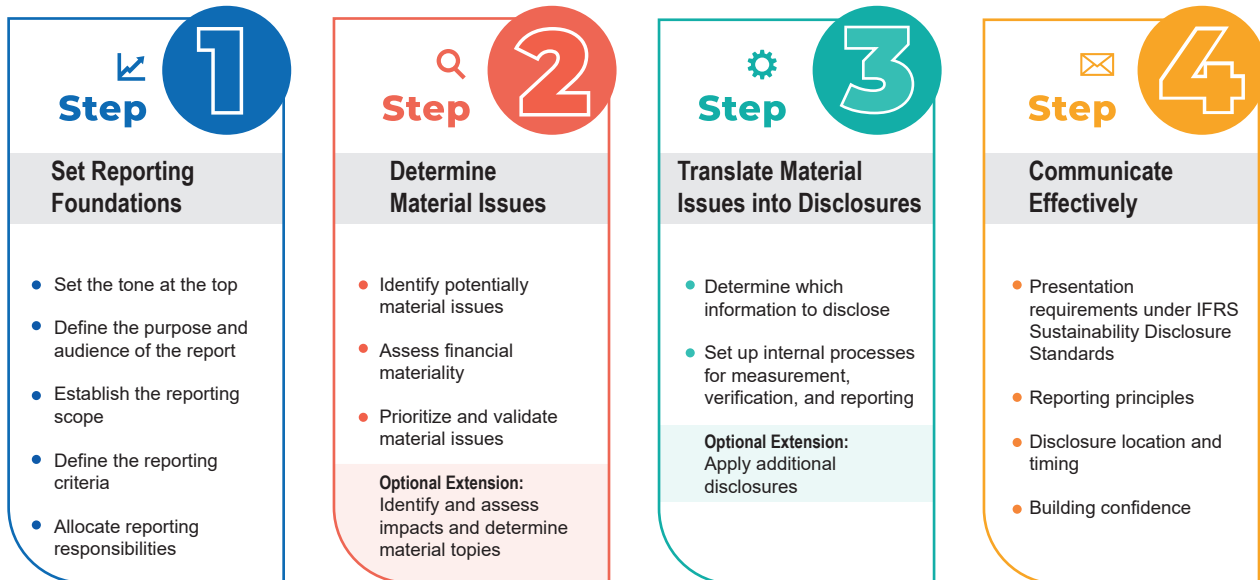 Step 1
Set Reporting
Foundations
Set the tone at the top
Define the purpose and
audience of the report
Establish the reporting
scope
Define the reporting
criteria
Allocate reporting
responsibilities
Step 2
Determine
Material Issues
Identify potentially
material issues
Assess financial
materiality
Prioritize and validate
material issues
Optional Extension:
Identify and assess
impacts and determine
material topics
Step 3
Translate Material
Issues into Disclosures
Determine which
information to disclose
Set up internal processes
for measurement,
verification, and reporting
Optional Extension:
Apply additional
disclosures
Step 4
Communicate
Effectively
Presentation
requirements under IFRS
Sustainability Disclosure
Standards
Reporting principles
Disclosure location and
timing
Building confidence